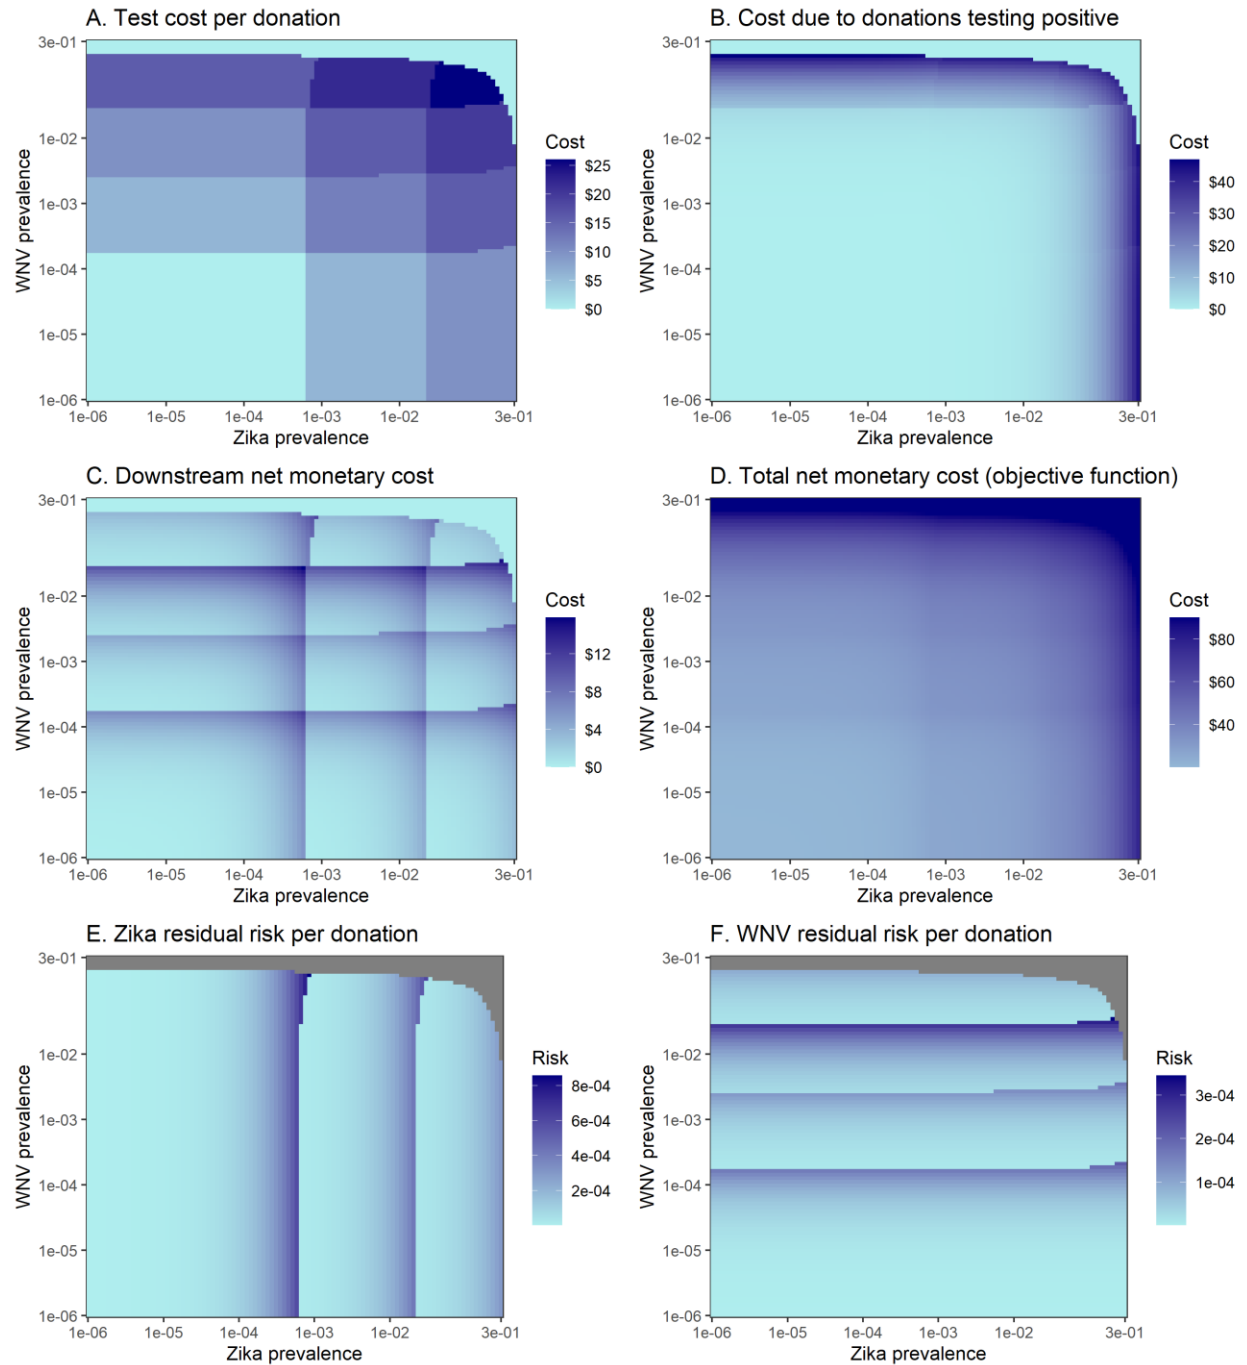 A. Test cost per donation
3e-01
1e-02
1e-03
1e-04
1e-05
1e-06
WNV prevalence
1e-06 1e-05 1e-04 1e-03 1e-02 3e-01
Zika prevalence
Cost
$25
$20
$15
$10
$5
$0
B. Cost due to donations testing positive
3e-01
1e-02
1e-03
1e-04
1e-05
1e-06
WNV prevalence
1e-06 1e-05 1e-04 1e-03 1e-02 3e-01
Zika prevalence
Cost
$40
$30
$20
$10
$0
C. Downstream net monetary cost
3e-01
1e-02
1e-03
1e-04
1e-05
1e-06
WNV prevalence
1e-06 1e-05 1e-04 1e-03 1e-02 3e-01
Zika prevalence
Cost
$12
$8
$4
$0
D. Total net monetary cost (objective function)
3e-01
1e-02
1e-03
1e-04
1e-05
1e-06
WNV prevalence
1e-06 1e-05 1e-04 1e-03 1e-02 3e-01
Zika prevalence
Cost
$80
$60
$40
E. Zika residual risk per donation
3e-01
1e-02
1e-03
1e-04
1e-05
1e-06
WNV prevalence
1e-06 1e-05 1e-04 1e-03 1e-02 3e-01
Zika prevalence
Risk
8e-04
6e-04
4e-04
2e-04
F. WNV residual risk per donation
3e-01
1e-02
1e-03
1e-04
1e-05
1e-06
WNV prevalence
1e-06 1e-05 1e-04 1e-03 1e-02 3e-01
Zika prevalence
Risk
3e-04
2e-04
1e-04